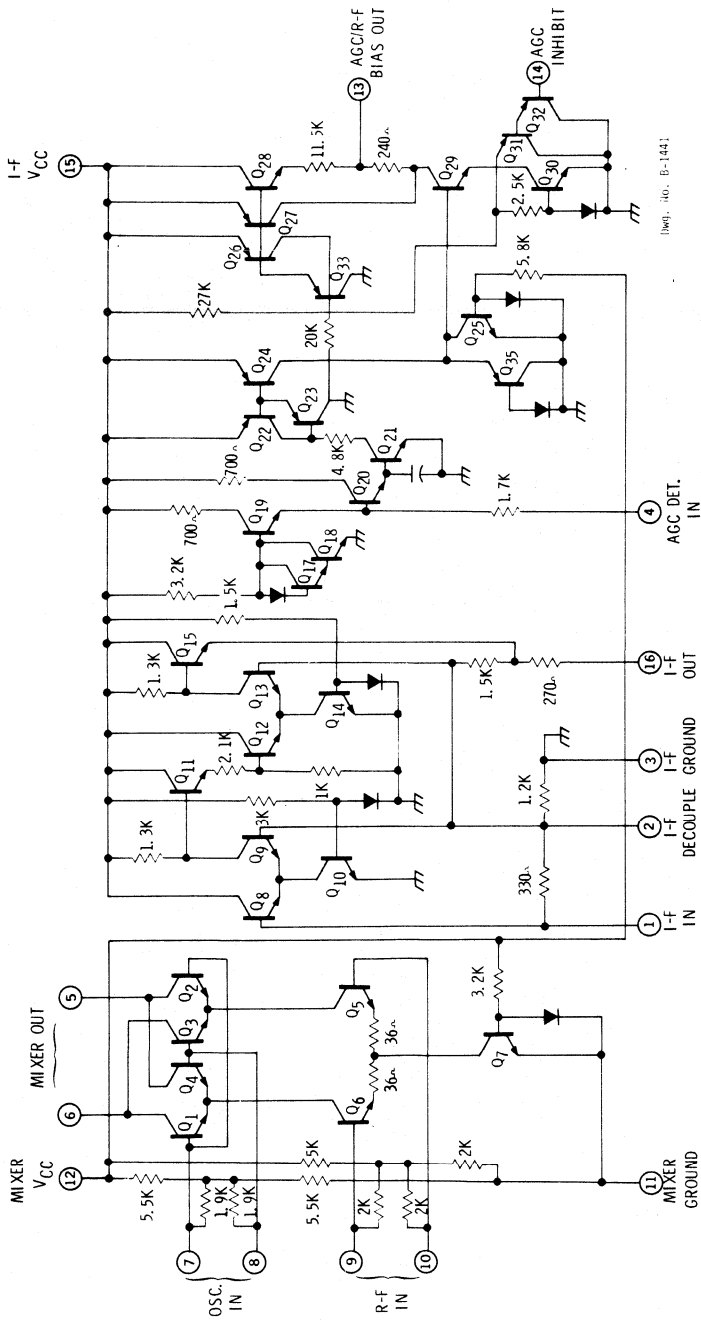 MIXER
VCC
12
6
MIXER OUT
5
I-F
VCC
15
5.5K
7
1.9K
1.9K
8
OSC.
IN
Q1
Q4
Q3
Q2
5.5K
5K
9
2K
2K
10
R-F
IN
Q6
Q5
36Ω
36Ω
2K
Q7
3.2K
11
MIXER
GROUND
1.3K
Q11
Q8
Q9
2.1K
3K
1K
Q10
1.3K
Q15
Q12
Q13
Q14
1.5K
330Ω
1.2K
1.5K
270Ω
1
I-F
IN
2
I-F
DECOUPLE
3
I-F
GROUND
16
I-F
OUT
3.2K
700Ω
Q19
Q17
Q18
700Ω
Q20
4.8K
Q21
1.7K
4
AGC DET.
IN
Q22
Q24
Q23
20K
27K
Q26
Q27
Q28
Q33
11.5K
13
AGC/R-F
BIAS OUT
240Ω
Q29
Q25
Q35
5.8K
2.5K
Q30
Q31
Q32
14
AGC
INHIBIT
Dwg. No. B-1441